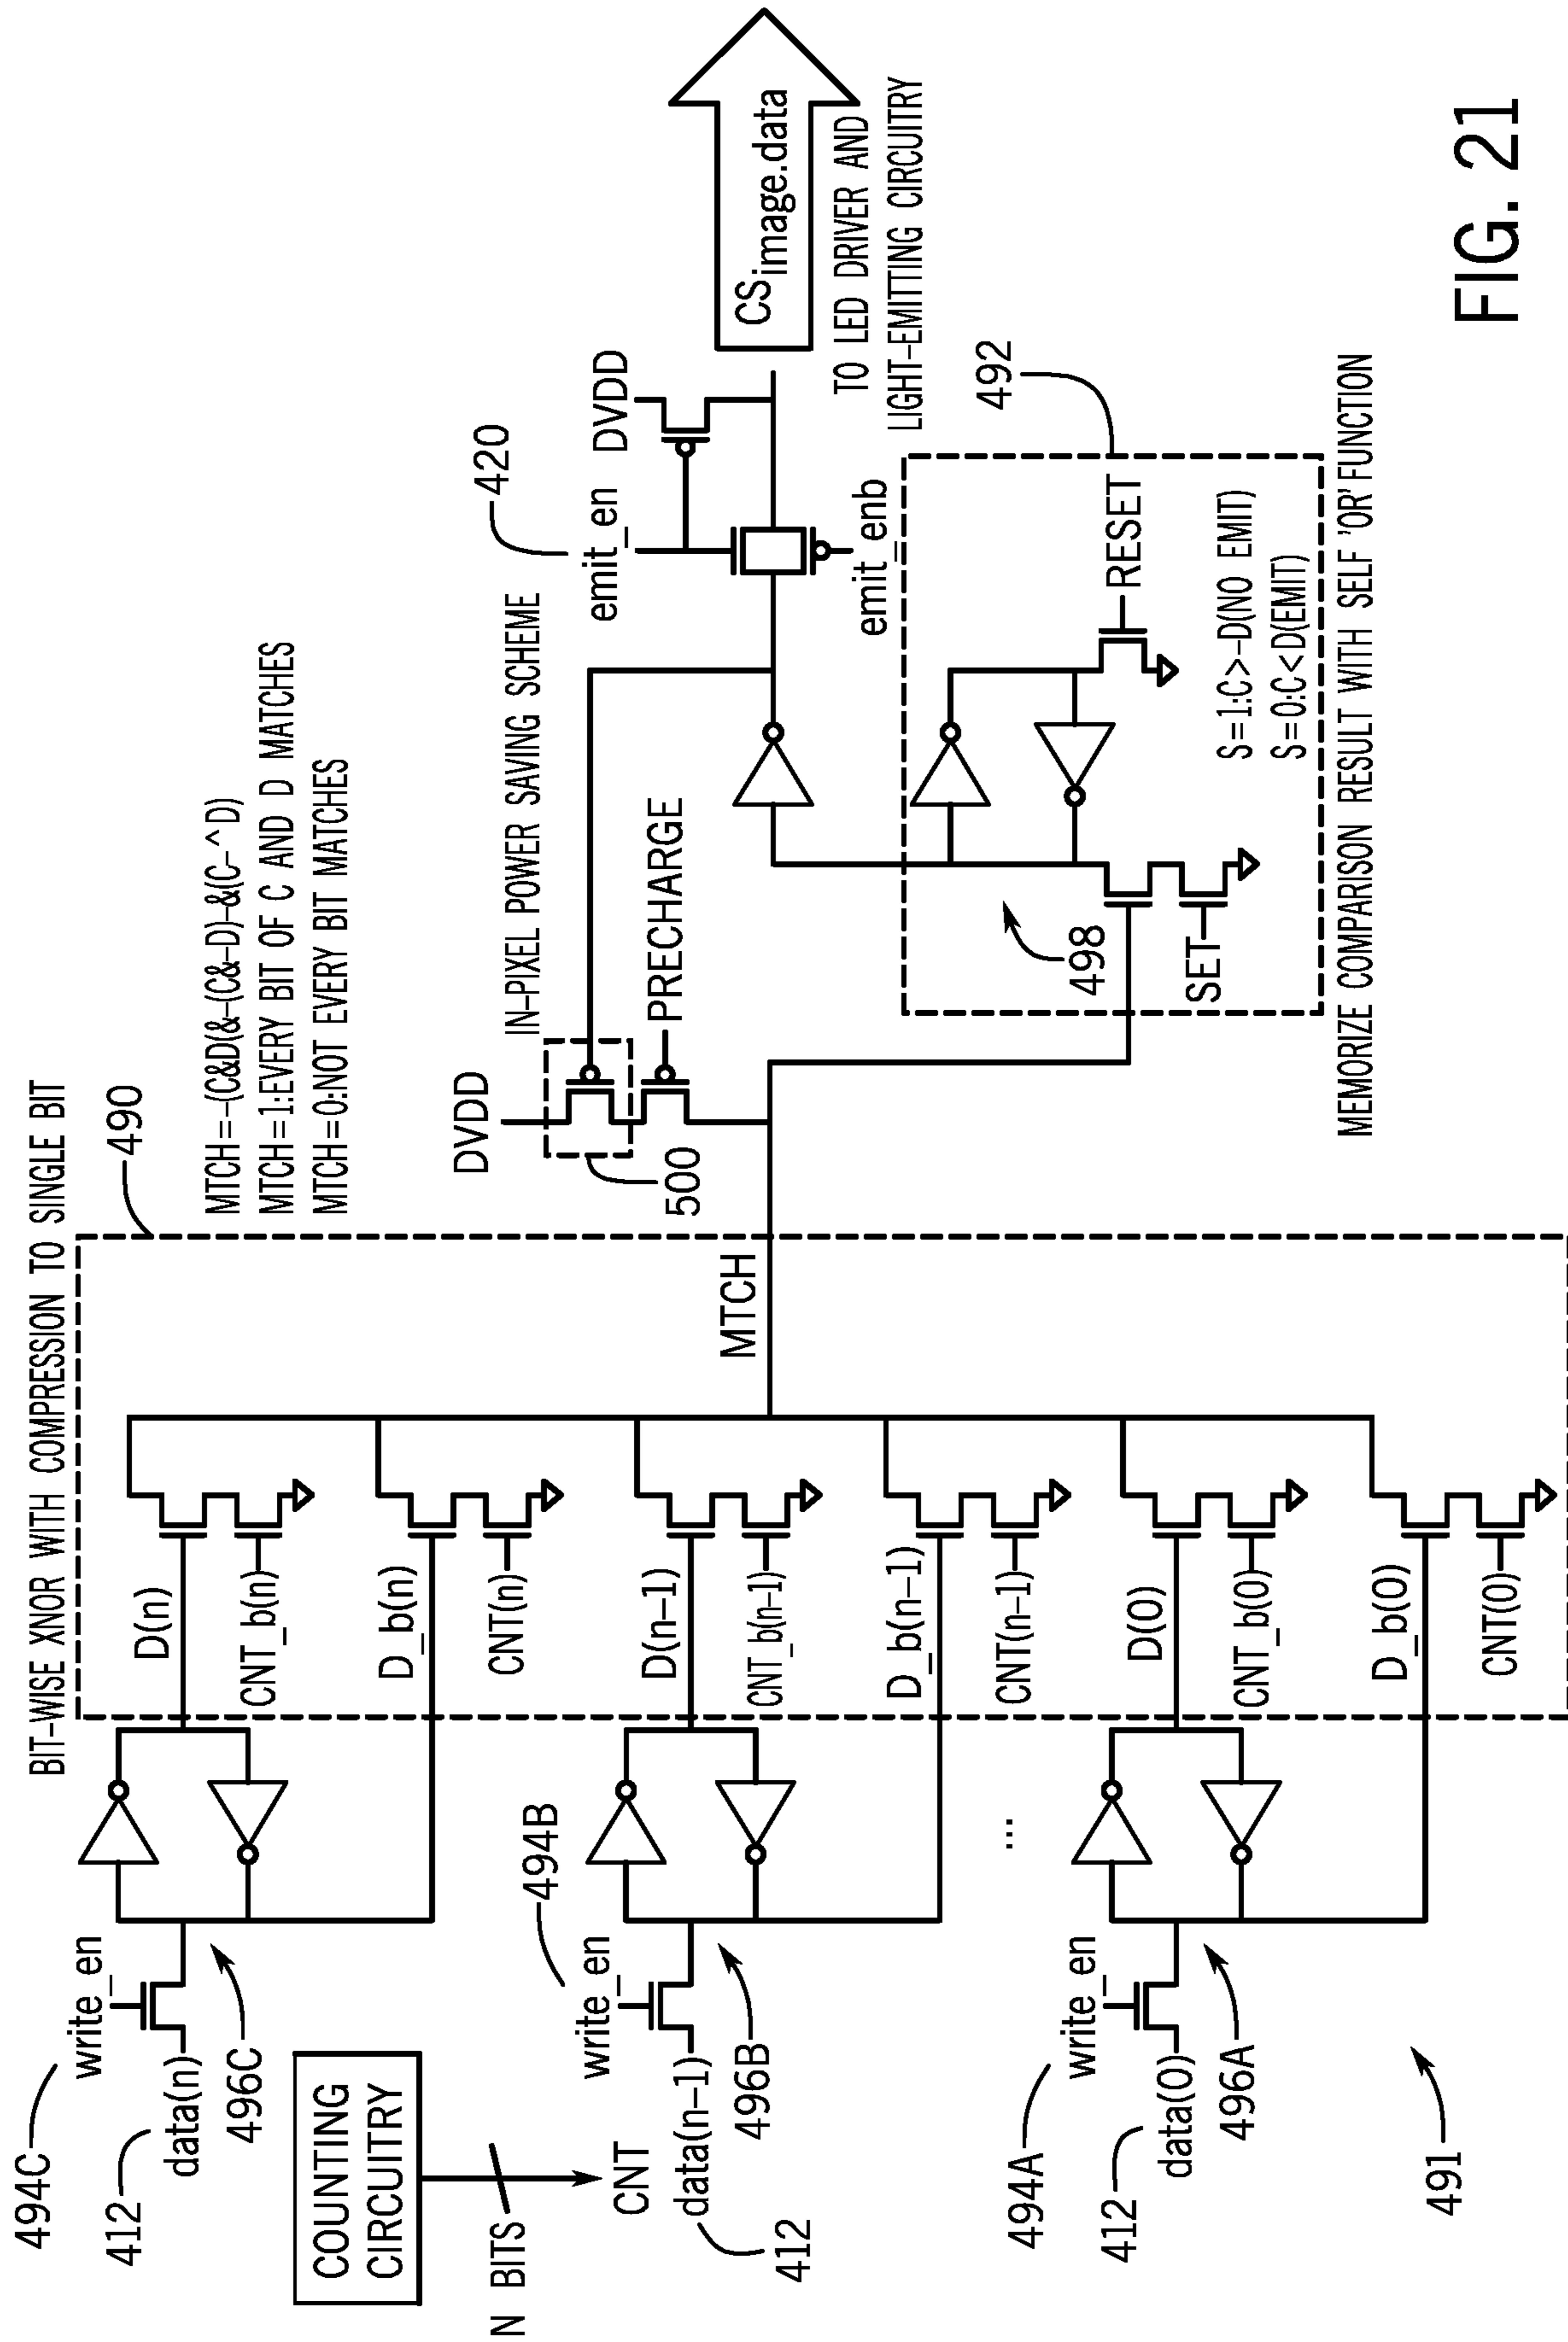 BIT–WISE XNOR WITH COMPRESSION TO SINGLE BIT
490
MTCH=–(C&D(&–(C&–D)–&(C–^D)
MTCH=1:EVERY BIT OF C AND D MATCHES
MTCH=0:NOT EVERY BIT MATCHES
494C
write_en
412
data(n)
496C
D(n)
CNT_b(n)
D_b(n)
CNT(n)
COUNTING
CIRCUITRY
N BITS
CNT
494B
write_en
data(n–1)
412
496B
D(n–1)
CNT_b(n–1)
D_b(n–1)
CNT(n–1)
...
494A
write_en
412
data(0)
496A
D(0)
CNT_b(0)
D_b(0)
CNT(0)
491
MTCH
DVDD
500
IN–PIXEL POWER SAVING SCHEME
PRECHARGE
420
emit_en
DVDD
emit_enb
CSimage.data
TO LED DRIVER AND
LIGHT–EMITTING CIRCUITRY
492
498
SET
RESET
S=1:C>–D(NO EMIT)
S=0:C<D(EMIT)
MEMORIZE COMPARISON RESULT WITH SELF 'OR' FUNCTION
FIG. 21